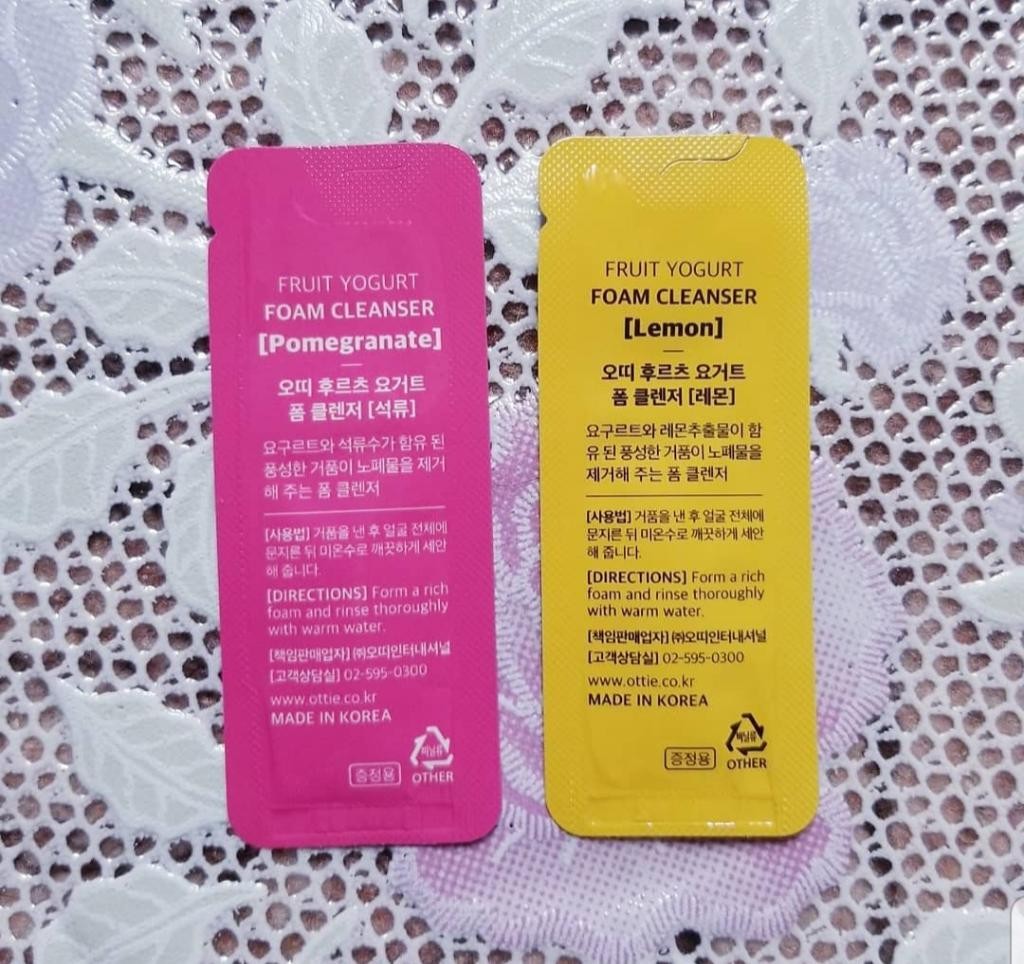 FRUIT YOGURT
FOAM CLEANSER
[Pomegranate]
오띠 후르츠 요거트
폼 클렌저 [석류]
요구르트와 석류수가 함유 된
풍성한 거품이 노폐물을 제거
해 주는 폼 클렌저
[사용법] 거품을 낸 후 얼굴 전체에
문지른 뒤 미온수로 깨끗하게 세안
해 줍니다.
[DIRECTIONS] Form a rich
foam and rinse thoroughly
with warm water.
[책임판매업자] ㈜오띠인터내셔널
[고객상담실] 02-595-0300
www.ottie.co.kr
MADE IN KOREA
비닐류
증정용
OTHER
FRUIT YOGURT
FOAM CLEANSER
[Lemon]
오띠 후르츠 요거트
폼 클렌저 [레몬]
요구르트와 레몬추출물이 함
유 된 풍성한 거품이 노폐물을
제거해 주는 폼 클렌저
[사용법] 거품을 낸 후 얼굴 전체에
문지른 뒤 미온수로 깨끗하게 세안
해 줍니다.
[DIRECTIONS] Form a rich
foam and rinse thoroughly
with warm water.
[책임판매업자] ㈜오띠인터내셔널
[고객상담실] 02-595-0300
www.ottie.co.kr
MADE IN KOREA
비닐류
증정용
OTHER